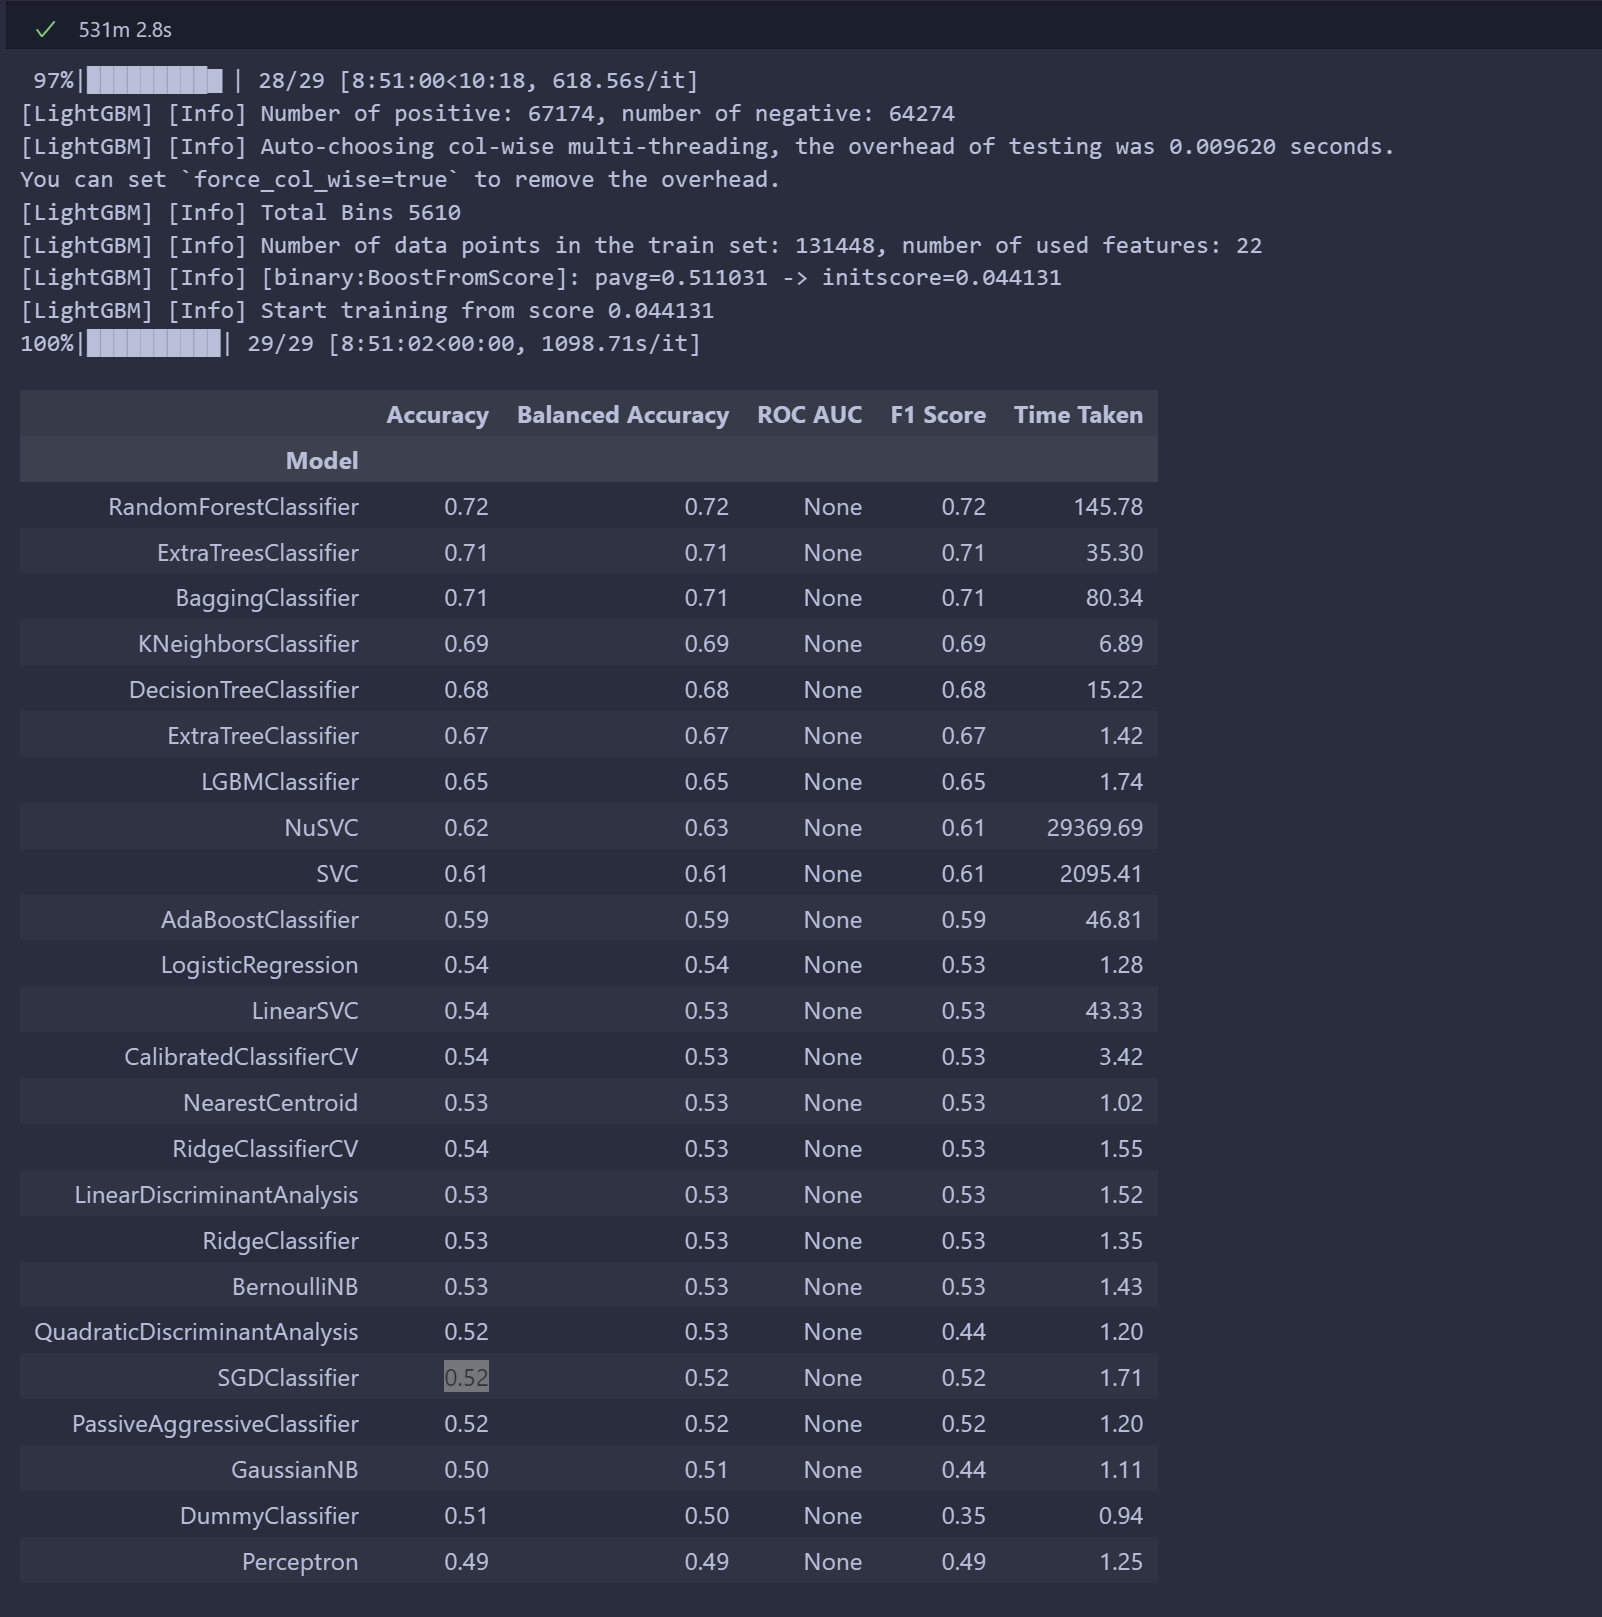 531m 2.8s
97%|██████████ | 28/29 [8:51:00<10:18, 618.56s/it]
[LightGBM] [Info] Number of positive: 67174, number of negative: 64274
[LightGBM] [Info] Auto-choosing col-wise multi-threading, the overhead of testing was 0.009620 seconds.
You can set `force_col_wise=true` to remove the overhead.
[LightGBM] [Info] Total Bins 5610
[LightGBM] [Info] Number of data points in the train set: 131448, number of used features: 22
[LightGBM] [Info] [binary:BoostFromScore]: pavg=0.511031 -> initscore=0.044131
[LightGBM] [Info] Start training from score 0.044131
100%|██████████| 29/29 [8:51:02<00:00, 1098.71s/it]
Accuracy Balanced Accuracy ROC AUC F1 Score Time Taken
Model
RandomForestClassifier 0.72 0.72 None 0.72 145.78
ExtraTreesClassifier 0.71 0.71 None 0.71 35.30
BaggingClassifier 0.71 0.71 None 0.71 80.34
KNeighborsClassifier 0.69 0.69 None 0.69 6.89
DecisionTreeClassifier 0.68 0.68 None 0.68 15.22
ExtraTreeClassifier 0.67 0.67 None 0.67 1.42
LGBMClassifier 0.65 0.65 None 0.65 1.74
NuSVC 0.62 0.63 None 0.61 29369.69
SVC 0.61 0.61 None 0.61 2095.41
AdaBoostClassifier 0.59 0.59 None 0.59 46.81
LogisticRegression 0.54 0.54 None 0.53 1.28
LinearSVC 0.54 0.53 None 0.53 43.33
CalibratedClassifierCV 0.54 0.53 None 0.53 3.42
NearestCentroid 0.53 0.53 None 0.53 1.02
RidgeClassifierCV 0.54 0.53 None 0.53 1.55
LinearDiscriminantAnalysis 0.53 0.53 None 0.53 1.52
RidgeClassifier 0.53 0.53 None 0.53 1.35
BernoulliNB 0.53 0.53 None 0.53 1.43
QuadraticDiscriminantAnalysis 0.52 0.53 None 0.44 1.20
SGDClassifier 0.52 0.52 None 0.52 1.71
PassiveAggressiveClassifier 0.52 0.52 None 0.52 1.20
GaussianNB 0.50 0.51 None 0.44 1.11
DummyClassifier 0.51 0.50 None 0.35 0.94
Perceptron 0.49 0.49 None 0.49 1.25